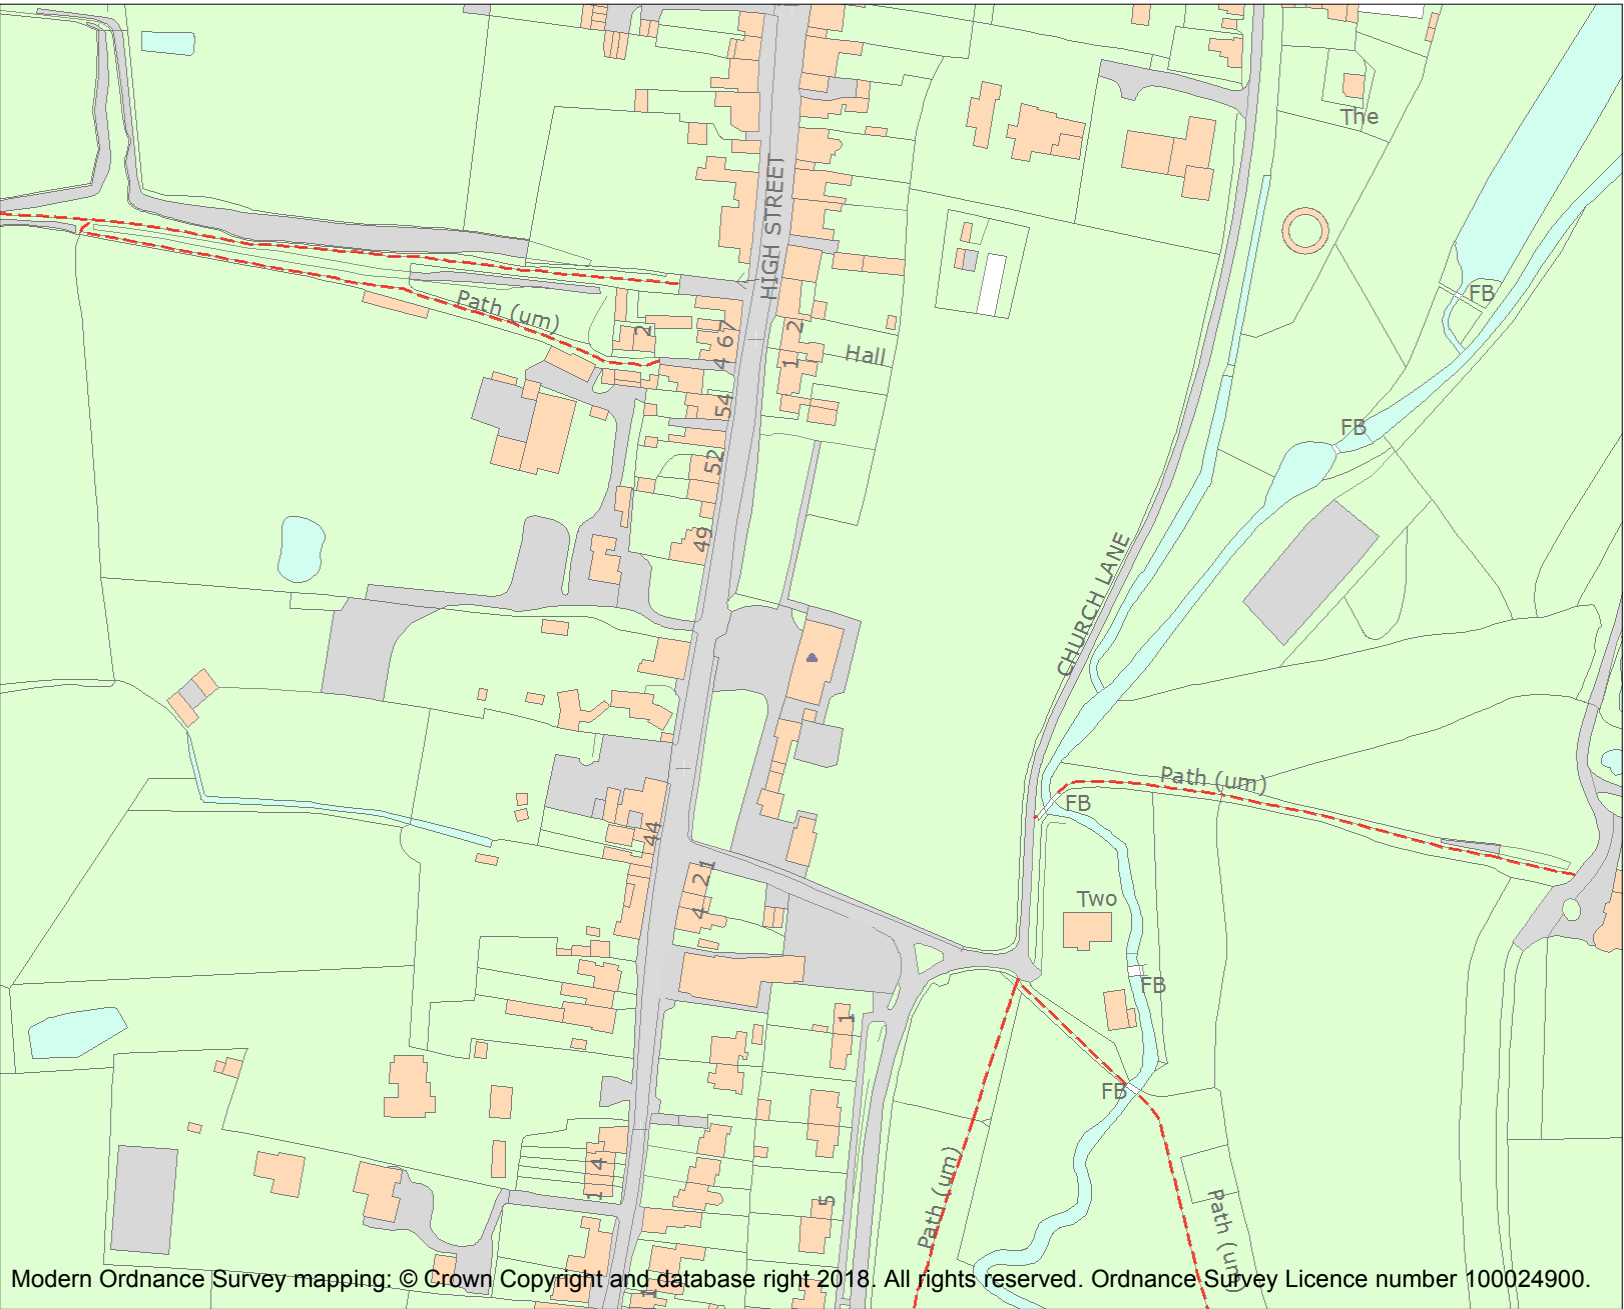 The
HIGH STREET
FB
Path (um)
2
67
2
Hall
4
1
54
FB
52
49
CHURCH LANE
Path (um)
FB
44
1
2
Two
4
FB
1
FB
4
1
5
Path (um)
Path (um)
Modern Ordnance Survey mapping: © Crown Copyright and database right 2018. All rights reserved. Ordnance Survey Licence number 100024900.